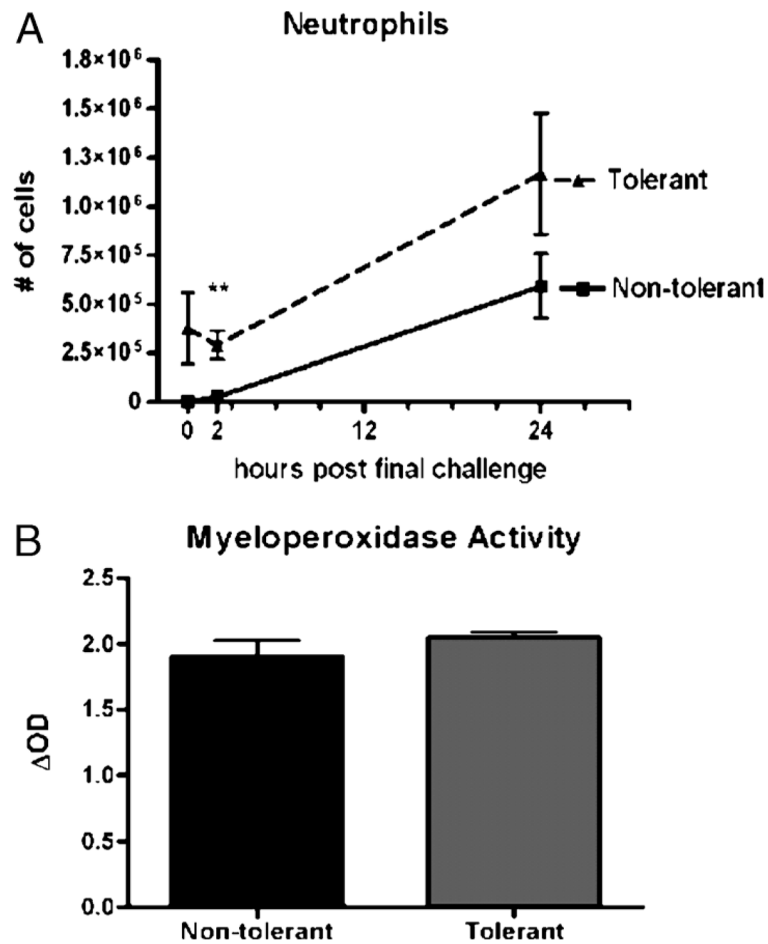 A
Neutrophils
1.8×10⁶
1.5×10⁶
1.3×10⁶
1.0×10⁶
7.5×10⁵
5.0×10⁵
2.5×10⁵
0
# of cells
**
Tolerant
Non-tolerant
0 2 12 24
hours post final challenge
B
Myeloperoxidase Activity
2.5
2.0
1.5
1.0
0.5
0.0
ΔOD
Non-tolerant Tolerant